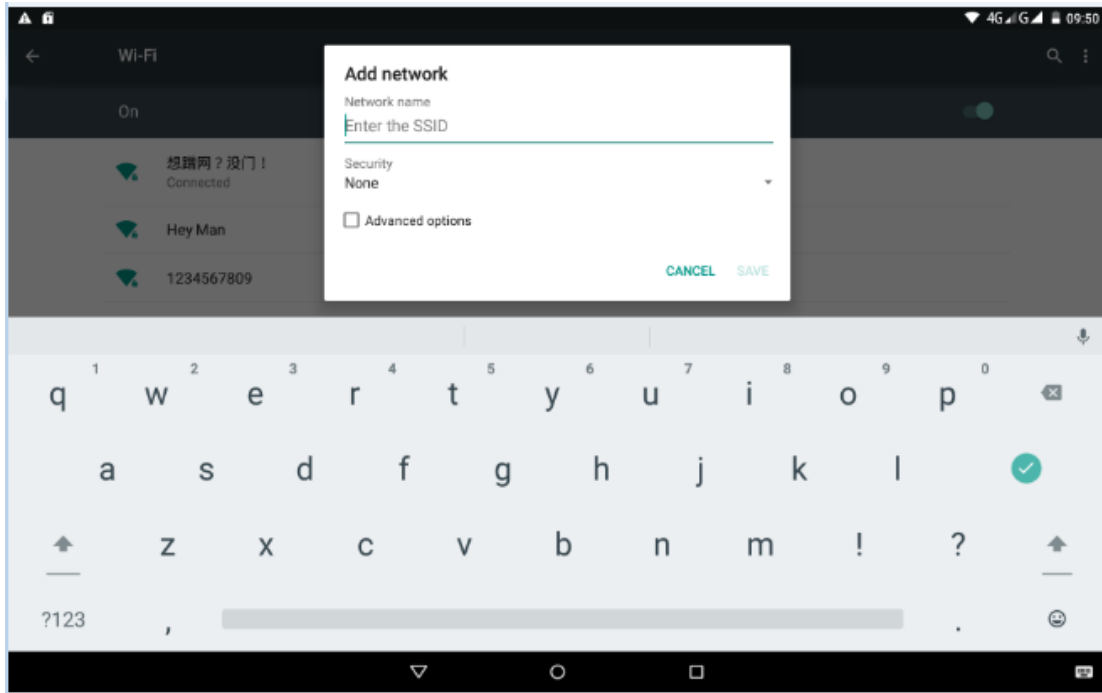 4G G 09:50
Wi-Fi
On
Add network
Network name
Enter the SSID
Security
None
Advanced options
CANCEL SAVE
想蹭网？没门！
Connected
Hey Man
1234567809
1 2 3 4 5 6 7 8 9 0
q w e r t y u i o p
a s d f g h j k l
z x c v b n m ! ?
?123 , .